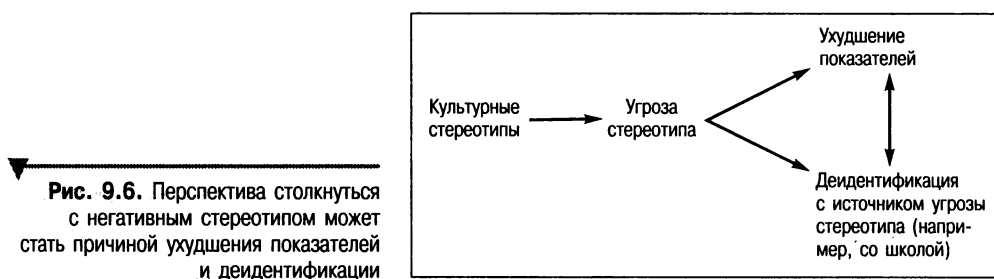 Рис. 9.6. Перспектива столкнуться
с негативным стереотипом может
стать причиной ухудшения показателей
и деидентификации
Культурные
стереотипы
Угроза
стереотипа
Ухудшение
показателей
Деидентификация
с источником угрозы
стереотипа (напри-
мер, со школой)